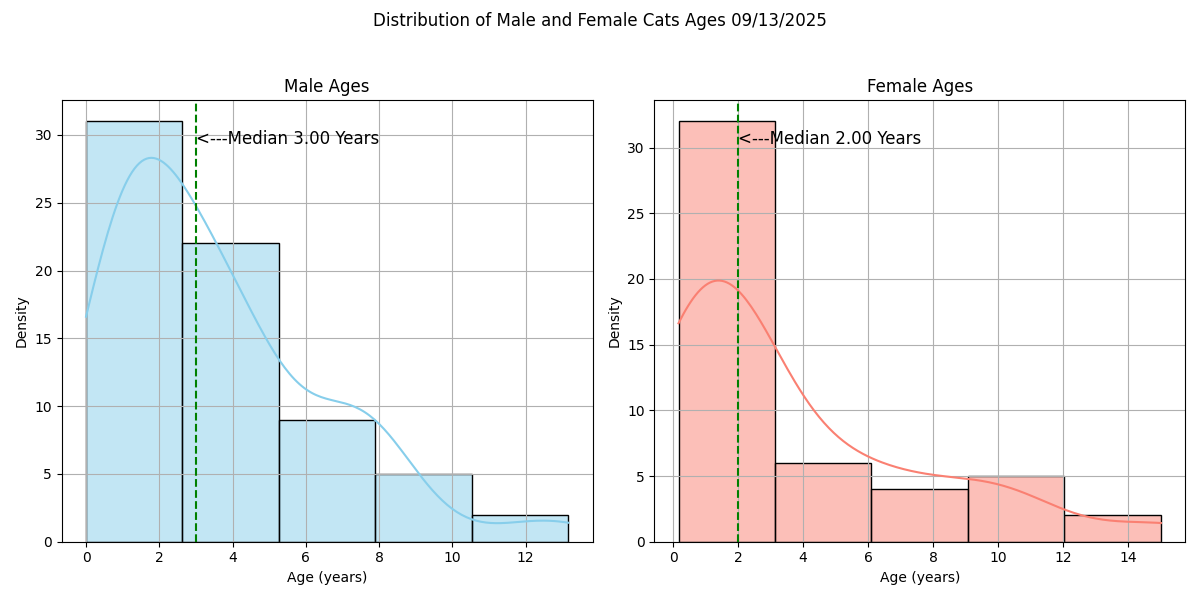 Distribution of Male and Female Cats Ages 09/13/2025
Male Ages
<---Median 3.00 Years
Density
30
25
20
15
10
5
0
0 2 4 6 8 10 12
Age (years)
Female Ages
<---Median 2.00 Years
Density
30
25
20
15
10
5
0
0 2 4 6 8 10 12 14
Age (years)